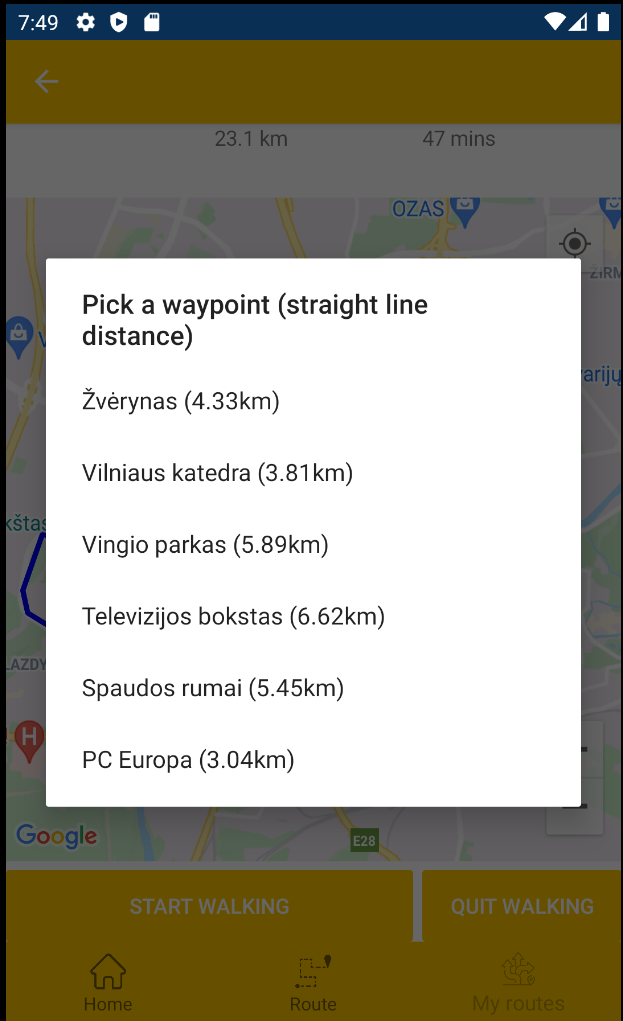 7:49
23.1 km 47 mins
OZAS
ŽIRM
Pick a waypoint (straight line
distance)
V
Žvėrynas (4.33km)
varijų
Vilniaus katedra (3.81km)
kštas
Vingio parkas (5.89km)
Televizijos bokstas (6.62km)
LAZDY
Spaudos rumai (5.45km)
H
PC Europa (3.04km)
Google
E28
START WALKING QUIT WALKING
Home Route My routes